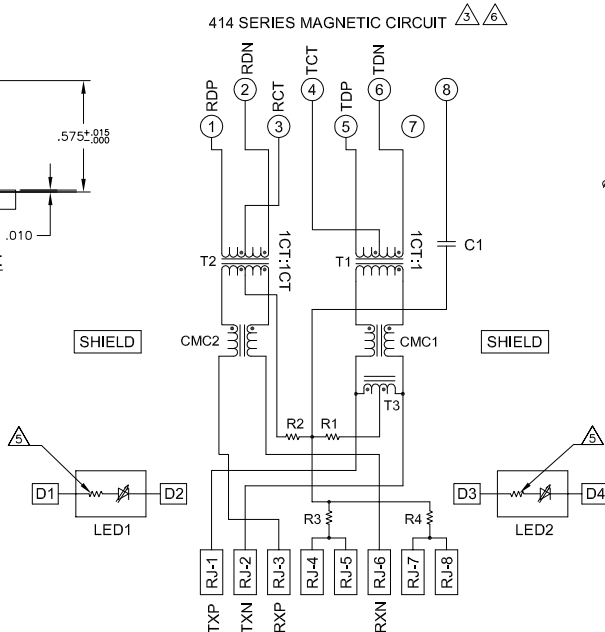 414 SERIES MAGNETIC CIRCUIT 3 6
RDP RDN RCT TCT TDP TDN
1 2 3 4 5 6 7 8
.575 +.015 -.000
.010
T2 1CT:1CT T1 1CT:1 C1
SHIELD CMC2 CMC1 SHIELD
T3
R2 R1
5 5
D1 D2 R3 R4 D3 D4
LED1 LED2
RJ-1 RJ-2 RJ-3 RJ-4 RJ-5 RJ-6 RJ-7 RJ-8
TXP TXN RXP RXN